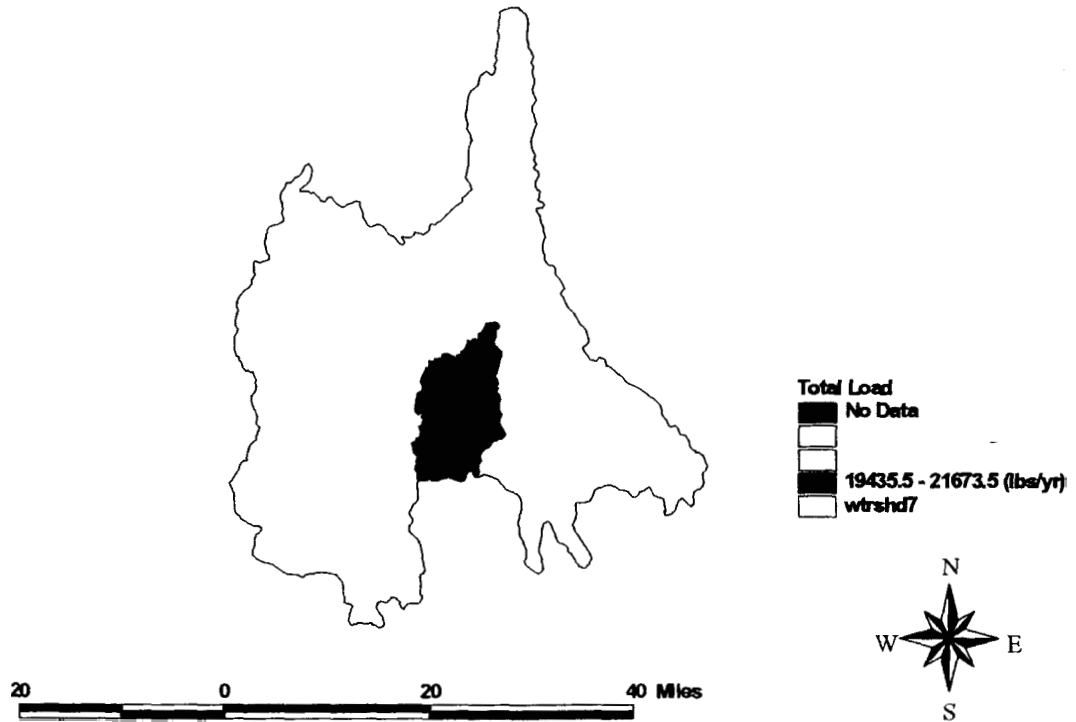 Total Load
No Data
19435.5 - 21673.5 (lbs/yr)
wtrshd7
N
W E
S
20 0 20 40 Miles